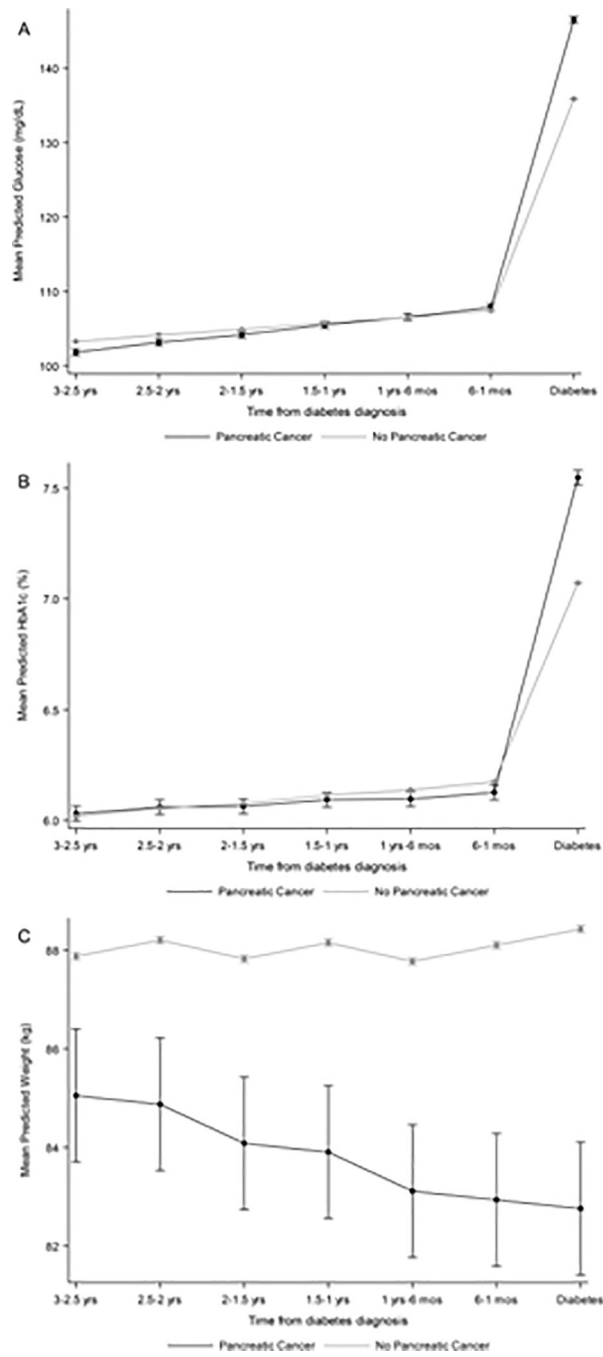 A
Mean Predicted Glucose (mg/dL)
140
130
120
110
100
3-2.5 yrs 2.5-2 yrs 2-1.5 yrs 1.5-1 yrs 1 yrs-6 mos 6-1 mos Diabetes
Time from diabetes diagnosis
Pancreatic Cancer No Pancreatic Cancer
B
Mean Predicted HbA1c (%)
7.5
7.0
6.5
6.0
3-2.5 yrs 2.5-2 yrs 2-1.5 yrs 1.5-1 yrs 1 yrs-6 mos 6-1 mos Diabetes
Time from diabetes diagnosis
Pancreatic Cancer No Pancreatic Cancer
C
Mean Predicted Weight (kg)
88
86
84
82
3-2.5 yrs 2.5-2 yrs 2-1.5 yrs 1.5-1 yrs 1 yrs-6 mos 6-1 mos Diabetes
Time from diabetes diagnosis
Pancreatic Cancer No Pancreatic Cancer